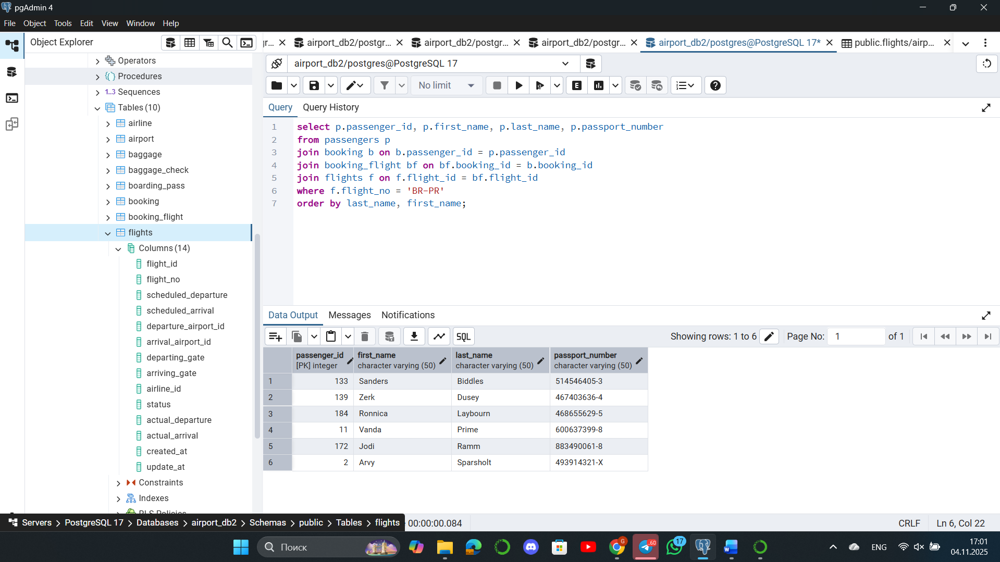 pgAdmin 4
File Object Tools Edit View Window Help
Object Explorer
gr...
airport_db2/postgr...
airport_db2/postgr...
airport_db2/postgr...
airport_db2/postgres@PostgreSQL 17*
public.flights/airp...
airport_db2/postgres@PostgreSQL 17
No limit
E
Query
Query History
1 select p.passenger_id, p.first_name, p.last_name, p.passport_number
2 from passengers p
3 join booking b on b.passenger_id = p.passenger_id
4 join booking_flight bf on bf.booking_id = b.booking_id
5 join flights f on f.flight_id = bf.flight_id
6 where f.flight_no = 'BR-PR'
7 order by last_name, first_name;
Operators
Procedures
1..3 Sequences
Tables (10)
airline
airport
baggage
baggage_check
boarding_pass
booking
booking_flight
flights
Columns (14)
flight_id
flight_no
scheduled_departure
scheduled_arrival
departure_airport_id
arrival_airport_id
departing_gate
arriving_gate
airline_id
status
actual_departure
actual_arrival
created_at
update_at
Constraints
Indexes
RLS Policies
Data Output
Messages
Notifications
SQL
Showing rows: 1 to 6
Page No: 1 of 1
passenger_id [PK] integer
first_name character varying (50)
last_name character varying (50)
passport_number character varying (50)
1 133 Sanders Biddles 514546405-3
2 139 Zerk Dusey 467403636-4
3 184 Ronnica Laybourn 468655629-5
4 11 Vanda Prime 600637399-8
5 172 Jodi Ramm 883490061-8
6 2 Arvy Sparsholt 493914321-X
Servers > PostgreSQL 17 > Databases > airport_db2 > Schemas > public > Tables > flights
00:00:00.084
CRLF
Ln 6, Col 22
Поиск
G
60
17
W
ENG
17:01
04.11.2025